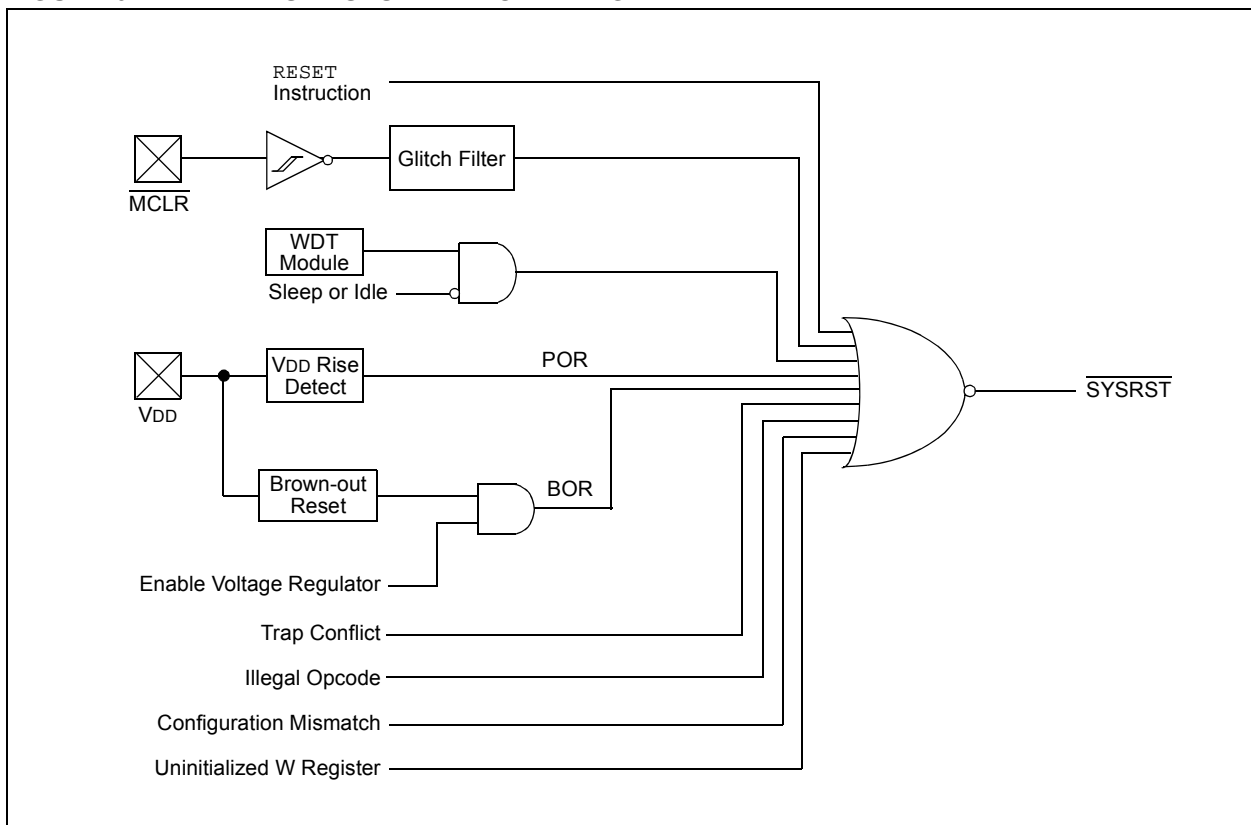 RESET
Instruction
Glitch Filter
MCLR
WDT
Module
Sleep or Idle
VDD Rise
Detect
POR
VDD
SYSRST
Brown-out
Reset
BOR
Enable Voltage Regulator
Trap Conflict
Illegal Opcode
Configuration Mismatch
Uninitialized W Register